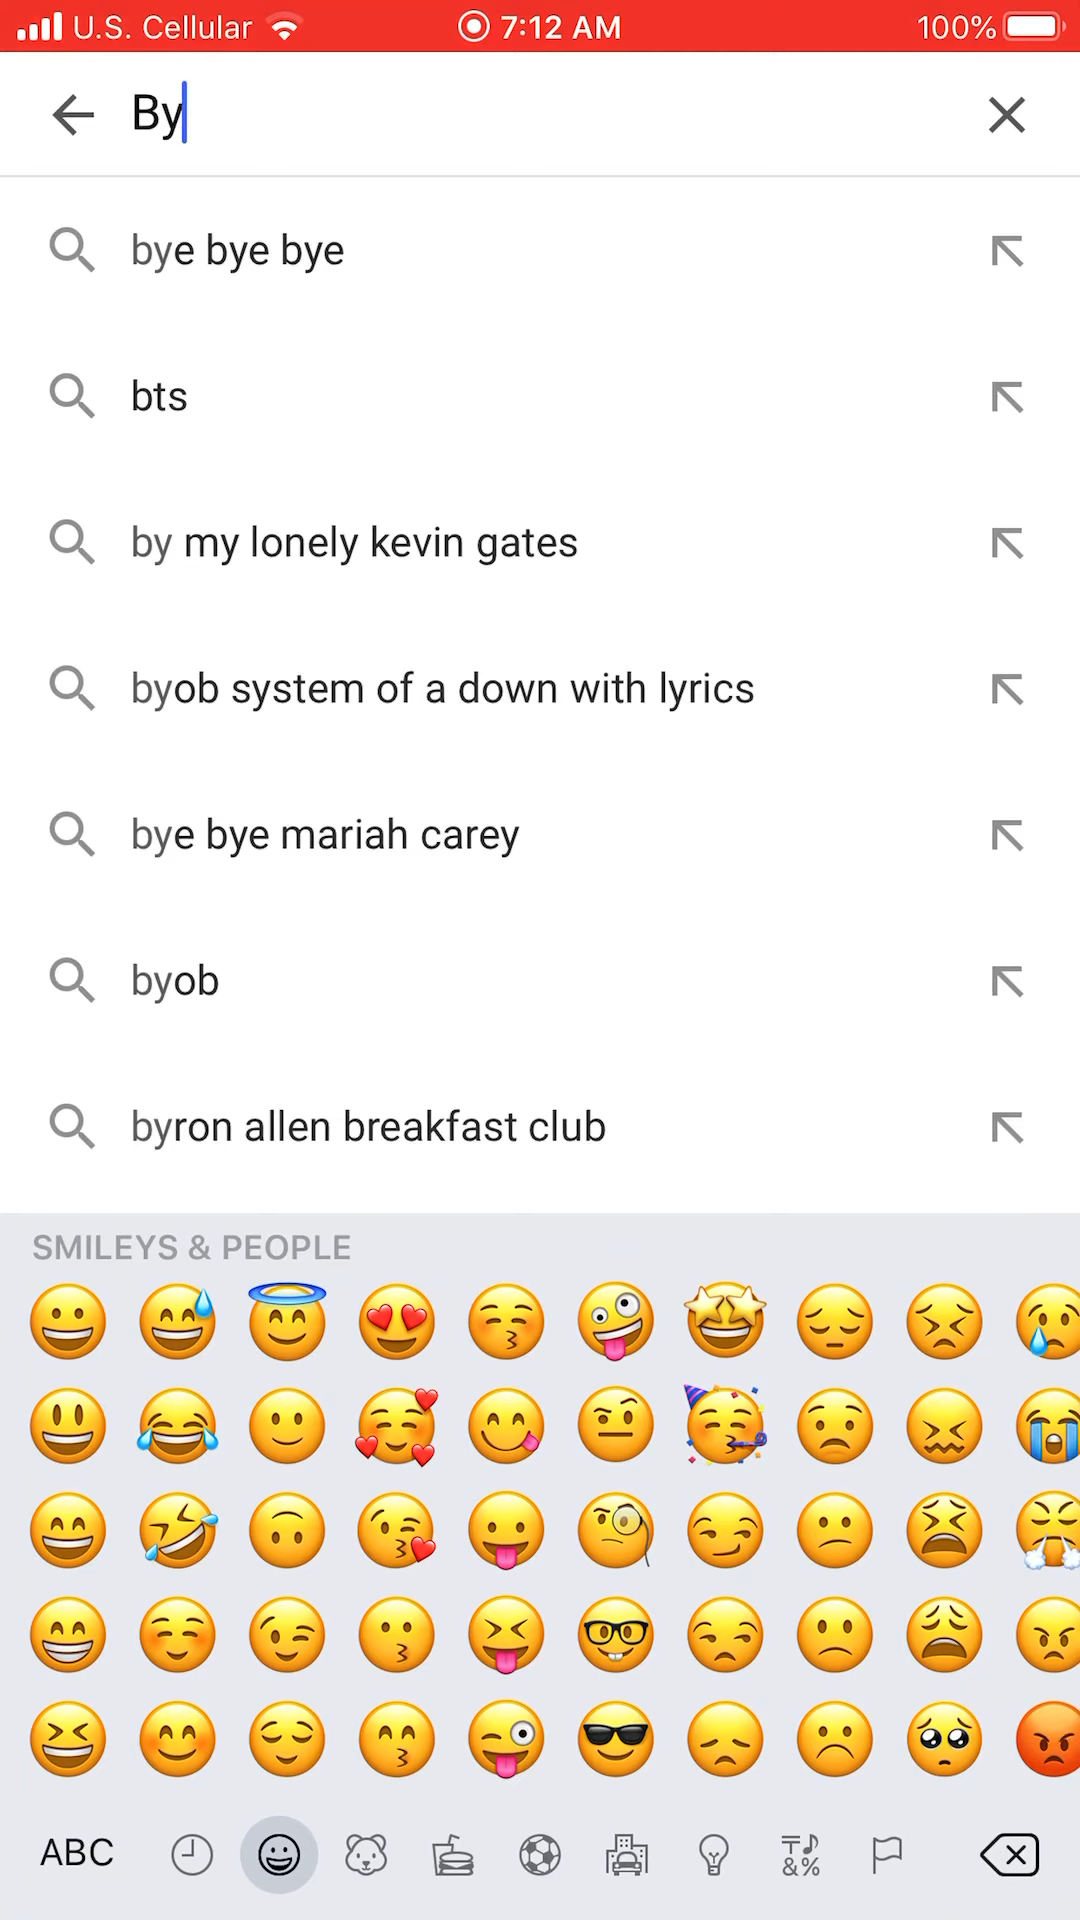 U.S. Cellular 7:12 AM 100%
By
bye bye bye
bts
by my lonely kevin gates
byob system of a down with lyrics
bye bye mariah carey
byob
byron allen breakfast club
SMILEYS & PEOPLE
ABC &%